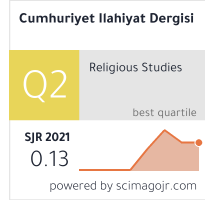 Cumhuriyet Ilahiyat Dergisi
Q2
Religious Studies
best quartile
SJR 2021
0.13
powered by scimagojr.com